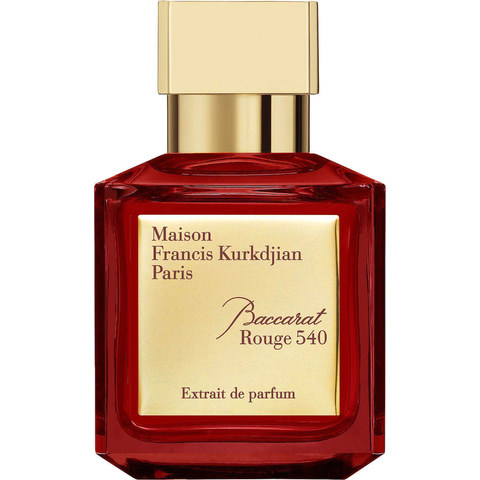 Maison
Francis Kurkdjian
Paris
Baccarat
Rouge 540
Extrait de parfum